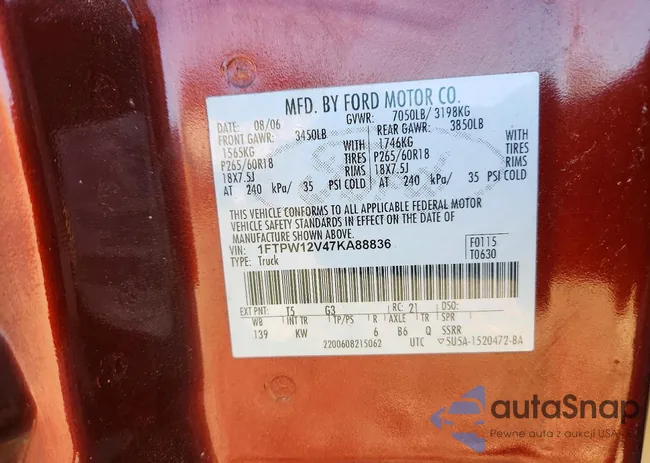 MFD. BY FORD MOTOR CO.
DATE: 08/06 GVWR: 7050LB/ 3198KG
FRONT GAWR: 3450LB REAR GAWR: 3850LB
1565KG WITH 1746KG WITH
P265/60R18 TIRES P265/60R18 TIRES
18X7.5J RIMS 18X7.5J RIMS
AT 240 kPa/ 35 PSI COLD AT 240 kPa/ 35 PSI COLD
THIS VEHICLE CONFORMS TO ALL APPLICABLE FEDERAL MOTOR
VEHICLE SAFETY STANDARDS IN EFFECT ON THE DATE OF
MANUFACTURE SHOWN ABOVE.
VIN: 1FTPW12V47KA88836 F0115
TYPE: Truck T0630
EXT PNT: T5 G3 RC: 21 DSO:
WB INT TR TP/PS R AXLE TR SPR
139 KW 6 B6 Q SSRR
2200608215062 UTC ▽5U5A-1520472-BA
autaSnap
Pewne auta z aukcji USA